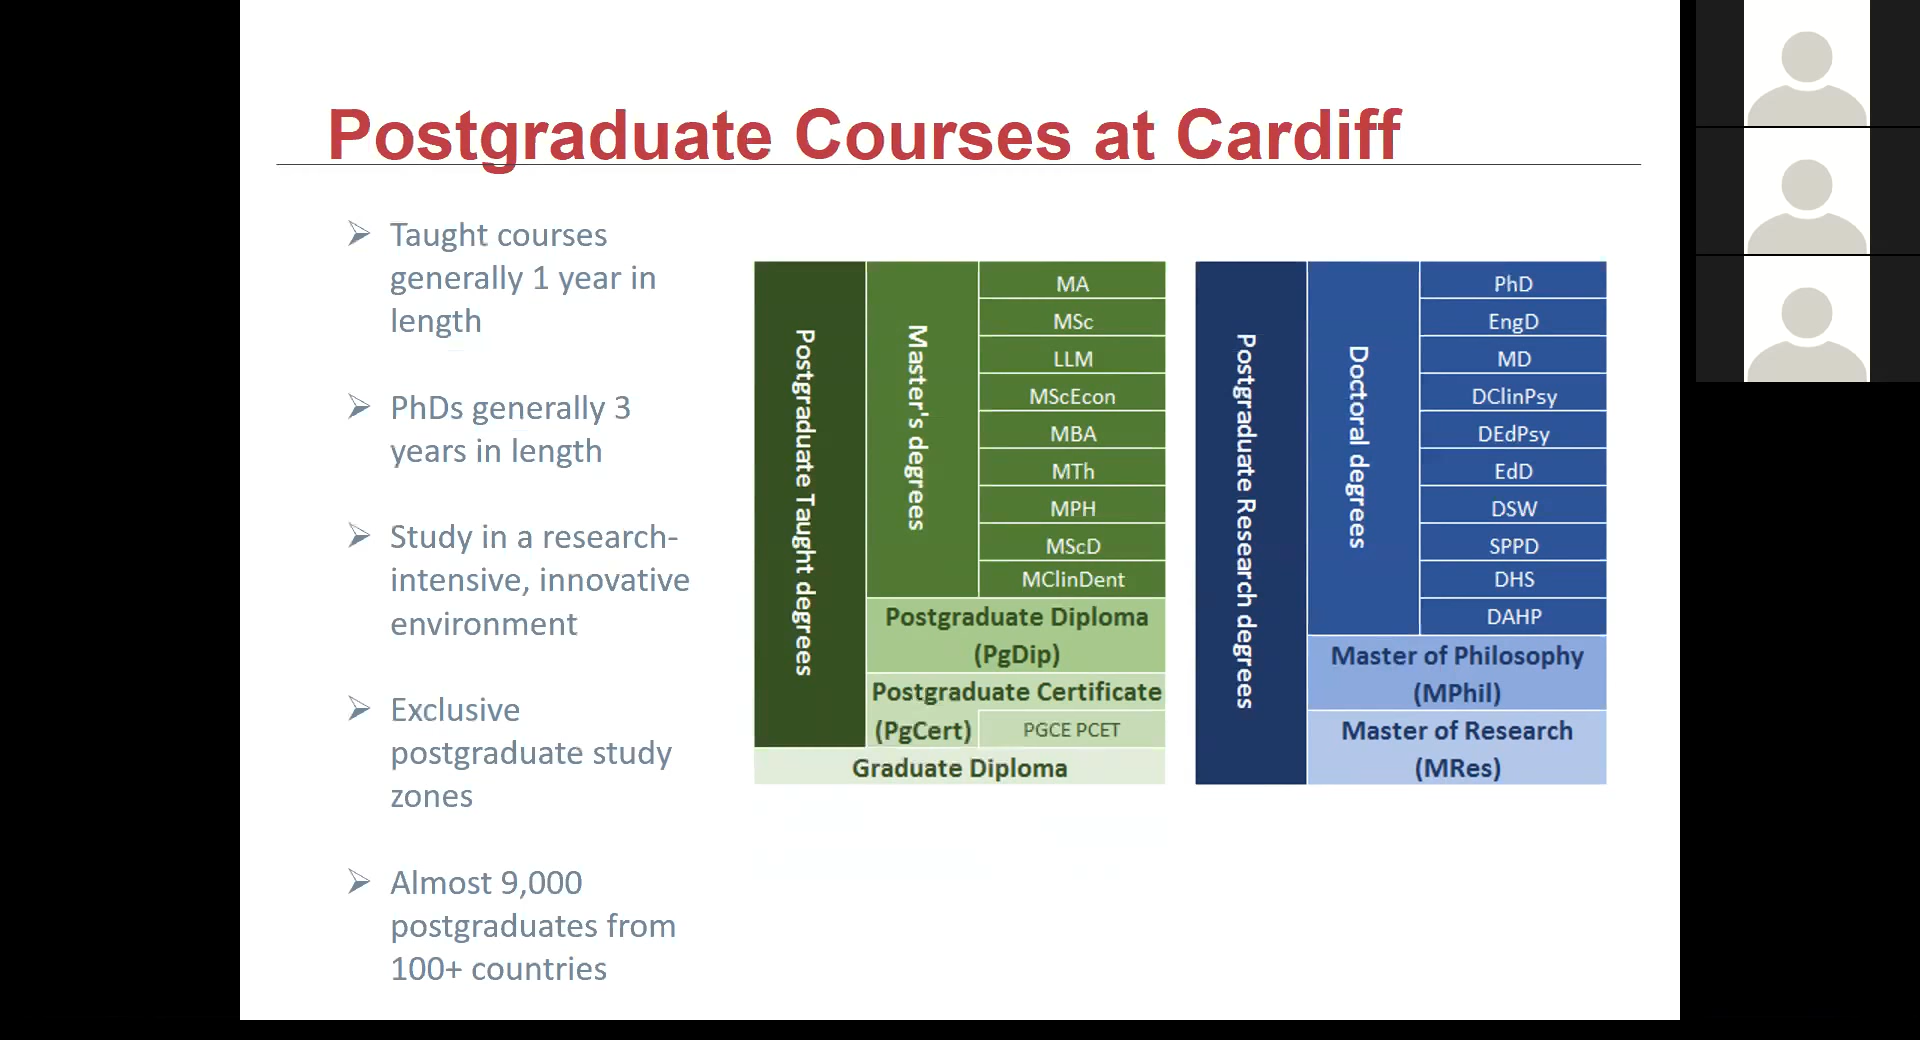 Postgraduate Courses at Cardiff
Taught courses
generally 1 year in
length
PhDs generally 3
years in length
Study in a research-
intensive, innovative
environment
Exclusive
postgraduate study
zones
Almost 9,000
postgraduates from
100+ countries
Postgraduate Taught degrees
Master's degrees
MA
MSc
LLM
MScEcon
MBA
MTh
MPH
MScD
MClinDent
Postgraduate Diploma
(PgDip)
Postgraduate Certificate
(PgCert)
PGCE PCET
Graduate Diploma
Postgraduate Research degrees
Doctoral degrees
PhD
EngD
MD
DClinPsy
DEdPsy
EdD
DSW
SPPD
DHS
DAHP
Master of Philosophy
(MPhil)
Master of Research
(MRes)